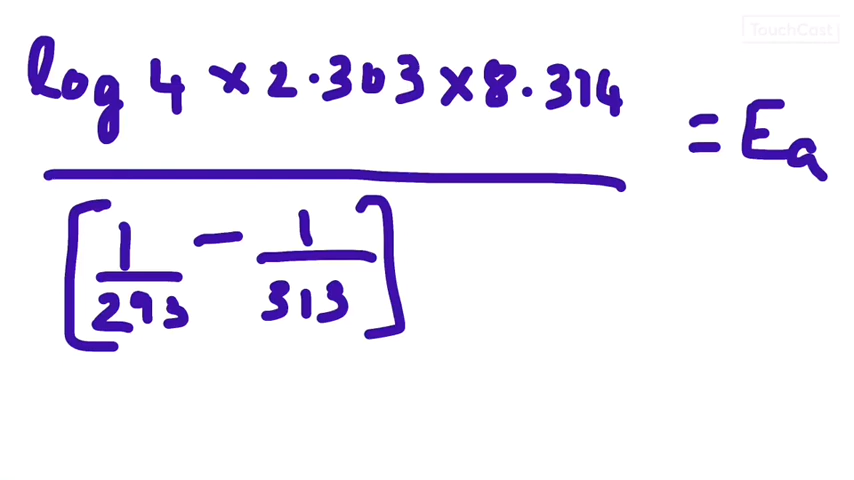 TouchCast
log 4 × 2.303 × 8.314
= Ea
[1/293 - 1/313]